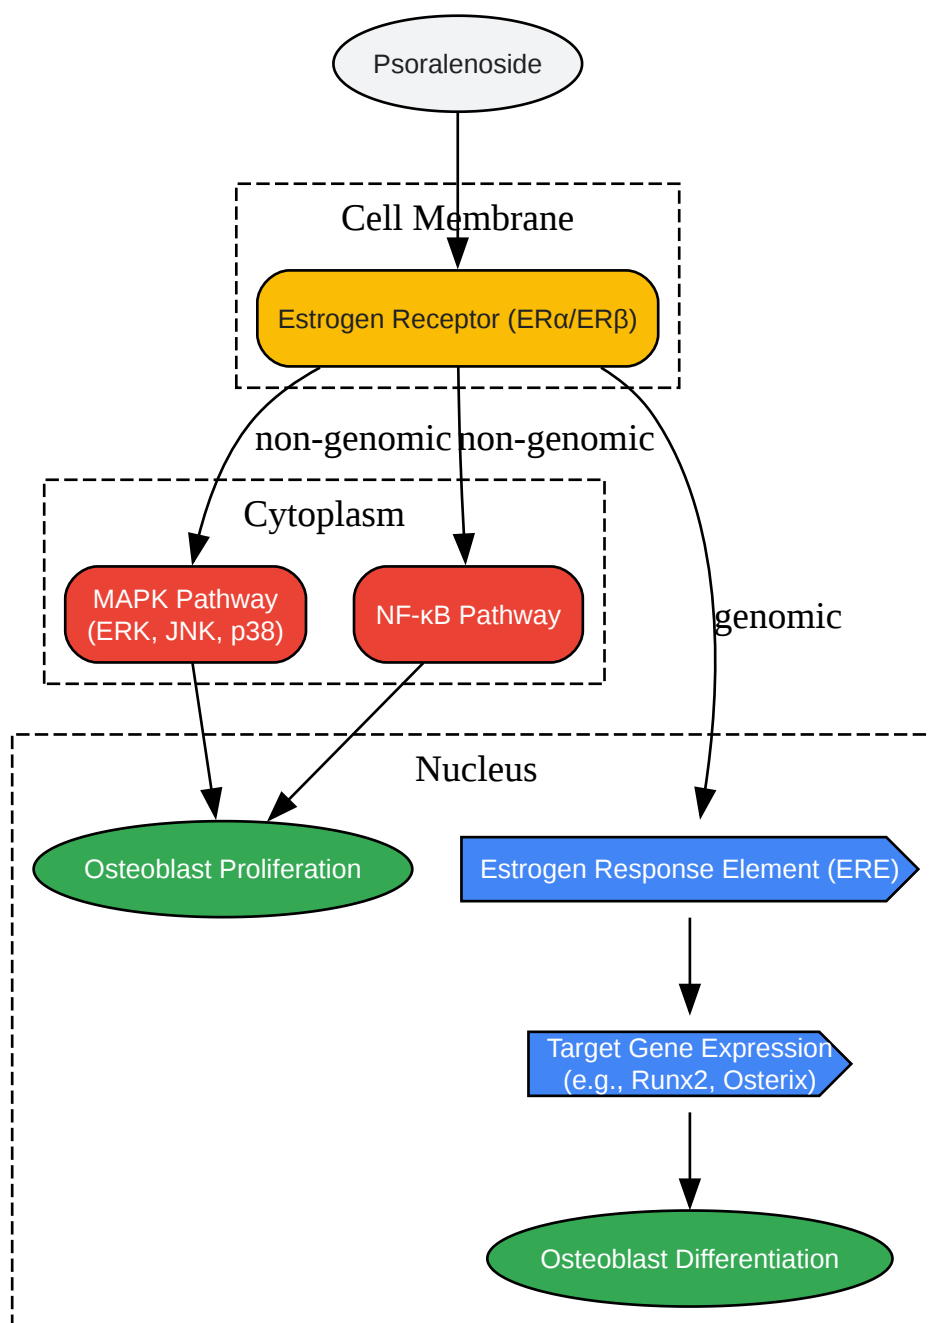 Psoralenoside
Cell Membrane
Estrogen Receptor (ERα/ERβ)
non-genomic
non-genomic
Cytoplasm
MAPK Pathway
(ERK, JNK, p38)
NF-κB Pathway
genomic
Nucleus
Osteoblast Proliferation
Estrogen Response Element (ERE)
Target Gene Expression
(e.g., Runx2, Osterix)
Osteoblast Differentiation